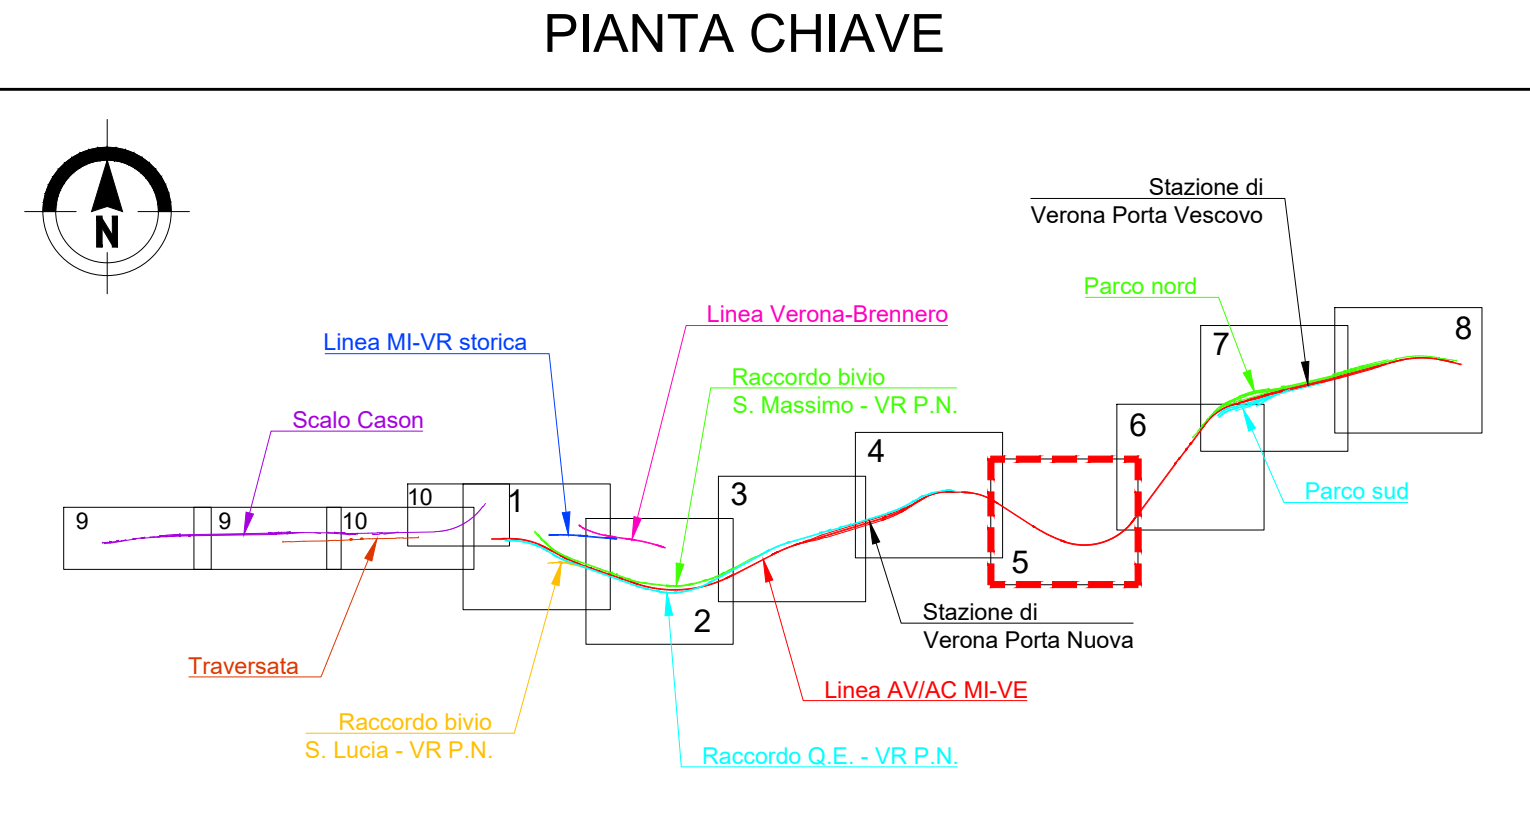 PIANTA CHIAVE
N
Stazione di
Verona Porta Vescovo
Parco nord
Linea Verona-Brennero
Linea MI-VR storica
8
7
Raccordo bivio
S. Massimo - VR P.N.
Scalo Cason
6
4
Parco sud
3
10
1
9
9
10
5
Stazione di
Verona Porta Nuova
2
Traversata
Linea AV/AC MI-VE
Raccordo bivio
S. Lucia - VR P.N.
Raccordo Q.E. - VR P.N.